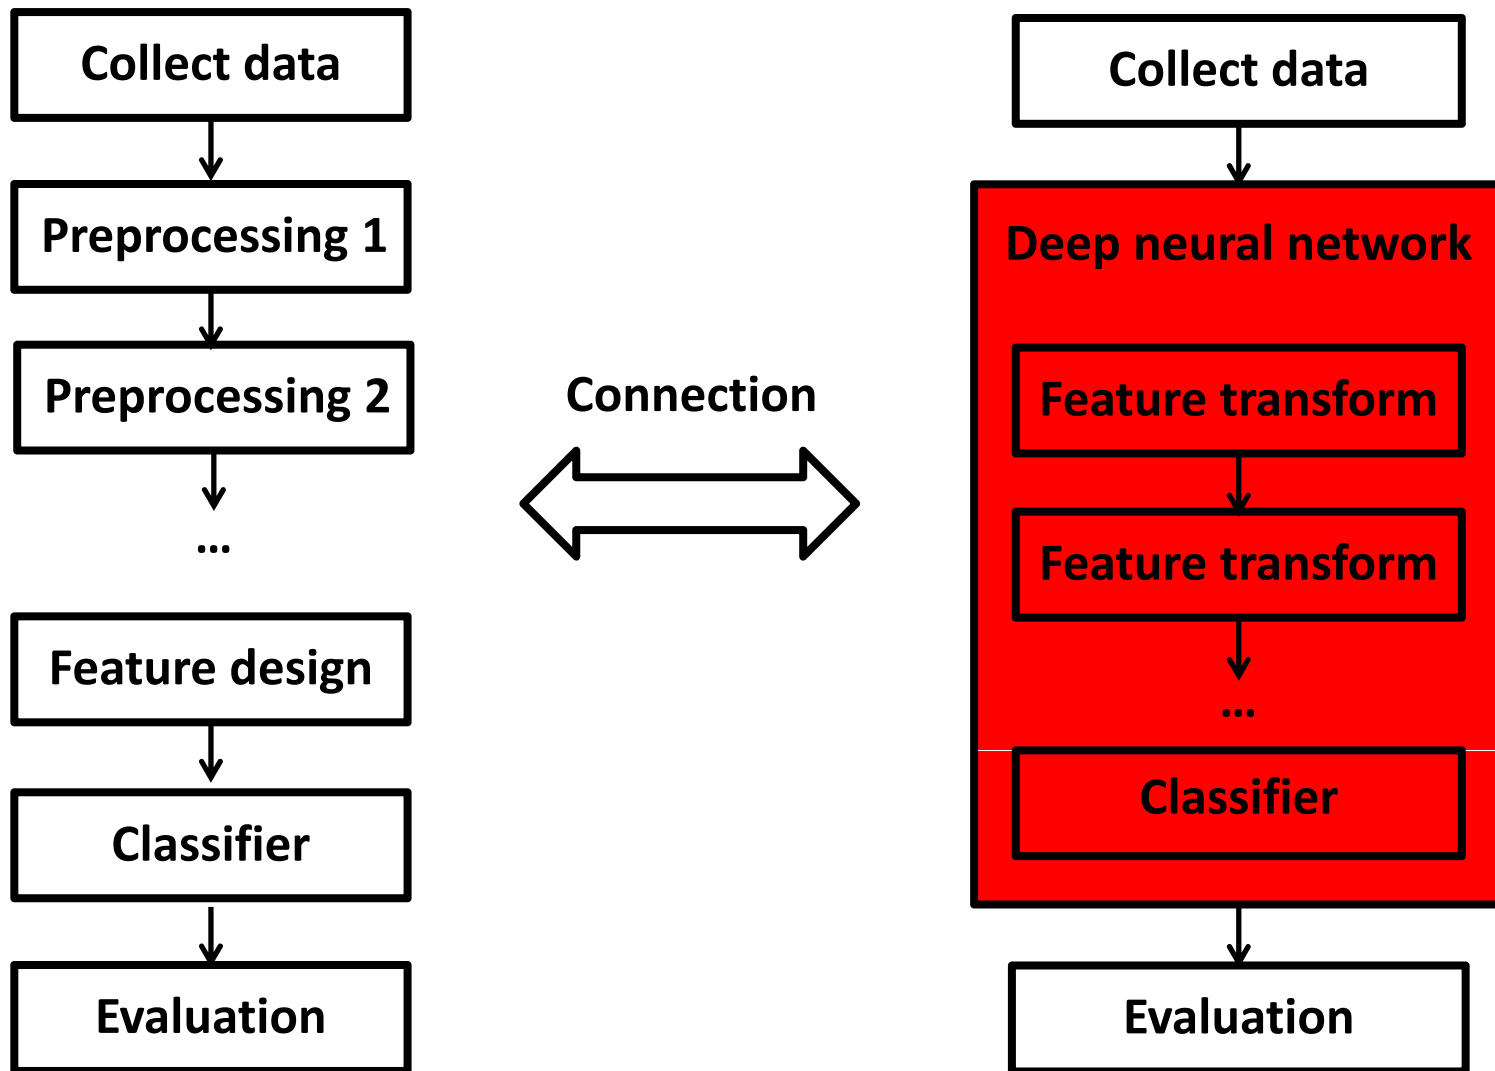 Collect data
Preprocessing 1
Preprocessing 2
...
Feature design
Classifier
Evaluation
Connection
Collect data
Deep neural network
Feature transform
Feature transform
...
Classifier
Evaluation